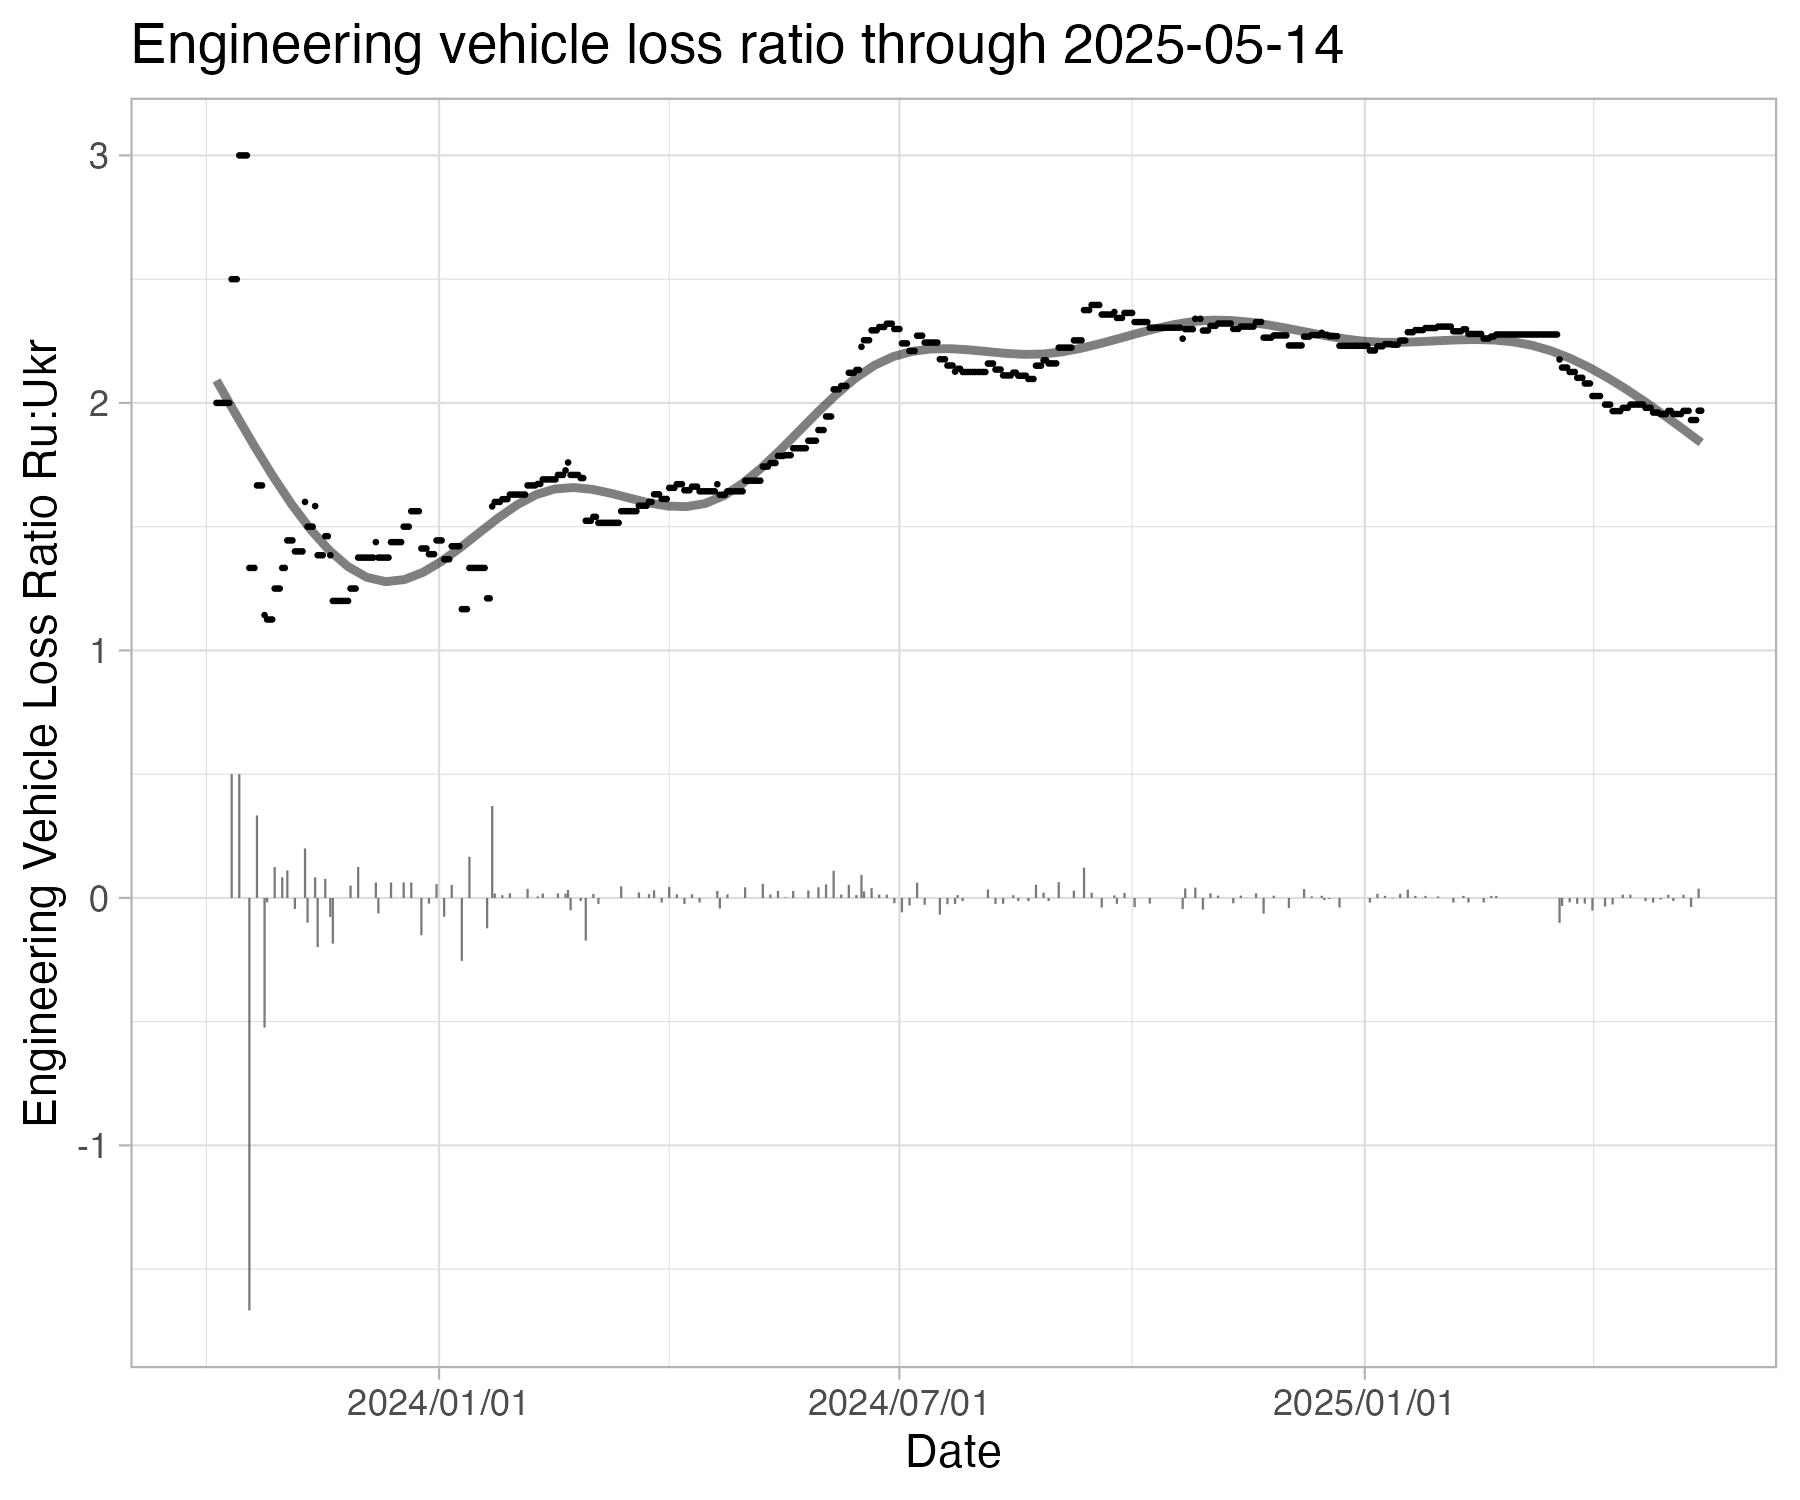 Engineering vehicle loss ratio through 2025-05-14
Engineering Vehicle Loss Ratio Ru:Ukr
3
2
1
0
-1
2024/01/01
2024/07/01
2025/01/01
Date